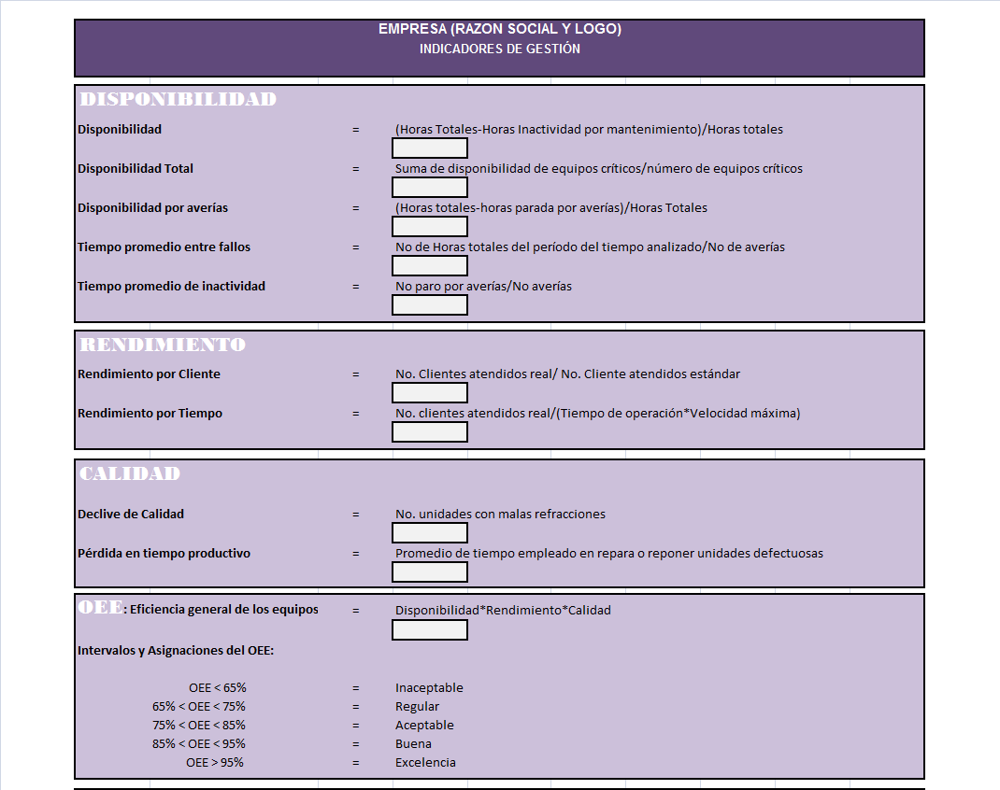 EMPRESA (RAZON SOCIAL Y LOGO)
INDICADORES DE GESTIÓN
DISPONIBILIDAD
Disponibilidad = (Horas Totales-Horas Inactividad por mantenimiento)/Horas totales
Disponibilidad Total = Suma de disponibilidad de equipos críticos/número de equipos críticos
Disponibilidad por averías = (Horas totales-horas parada por averías)/Horas Totales
Tiempo promedio entre fallos = No de Horas totales del período del tiempo analizado/No de averías
Tiempo promedio de inactividad = No paro por averías/No averías
RENDIMIENTO
Rendimiento por Cliente = No. Clientes atendidos real/ No. Cliente atendidos estándar
Rendimiento por Tiempo = No. clientes atendidos real/(Tiempo de operación*Velocidad máxima)
CALIDAD
Declive de Calidad = No. unidades con malas refracciones
Pérdida en tiempo productivo = Promedio de tiempo empleado en repara o reponer unidades defectuosas
OEE: Eficiencia general de los equipos = Disponibilidad*Rendimiento*Calidad
Intervalos y Asignaciones del OEE:
OEE < 65% = Inaceptable
65% < OEE < 75% = Regular
75% < OEE < 85% = Aceptable
85% < OEE < 95% = Buena
OEE > 95% = Excelencia